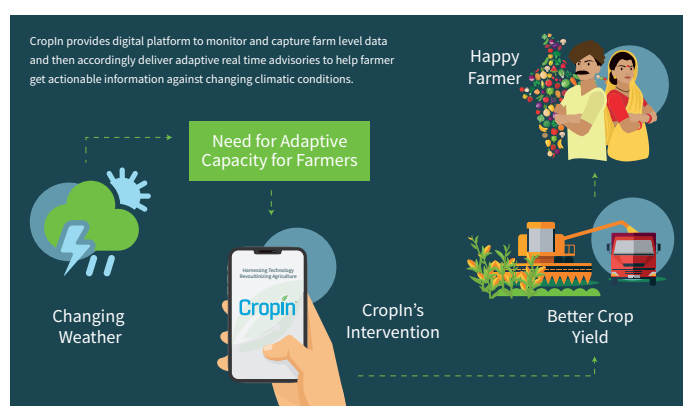 CropIn provides digital platform to monitor and capture farm level data
and then accordingly deliver adaptive real time advisories to help farmer
get actionable information against changing climatic conditions.
Happy
Farmer
Need for Adaptive
Capacity for Farmers
Harnessing Technology
Revoultinizing Agriculture
Cropin
Changing
Weather
CropIn's
Intervention
Better Crop
Yield